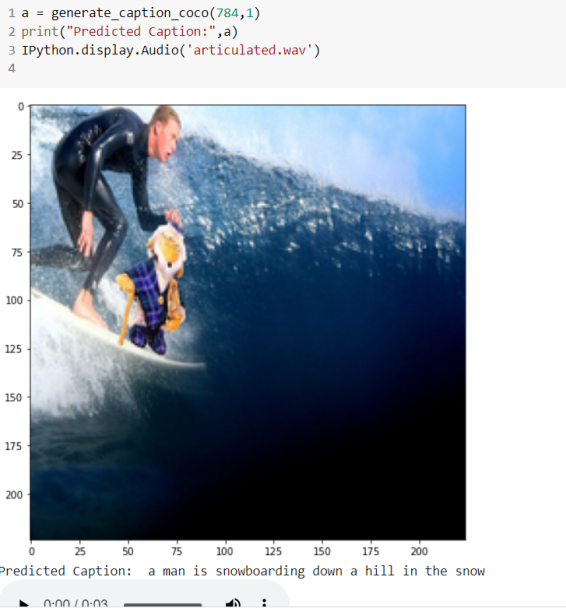 1 a = generate_caption_coco(784,1)
2 print("Predicted Caption:",a)
3 IPython.display.Audio('articulated.wav')
4
0
25
50
75
100
125
150
175
200
0 25 50 75 100 125 150 175 200
Predicted Caption:  a man is snowboarding down a hill in the snow
0:00 / 0:03